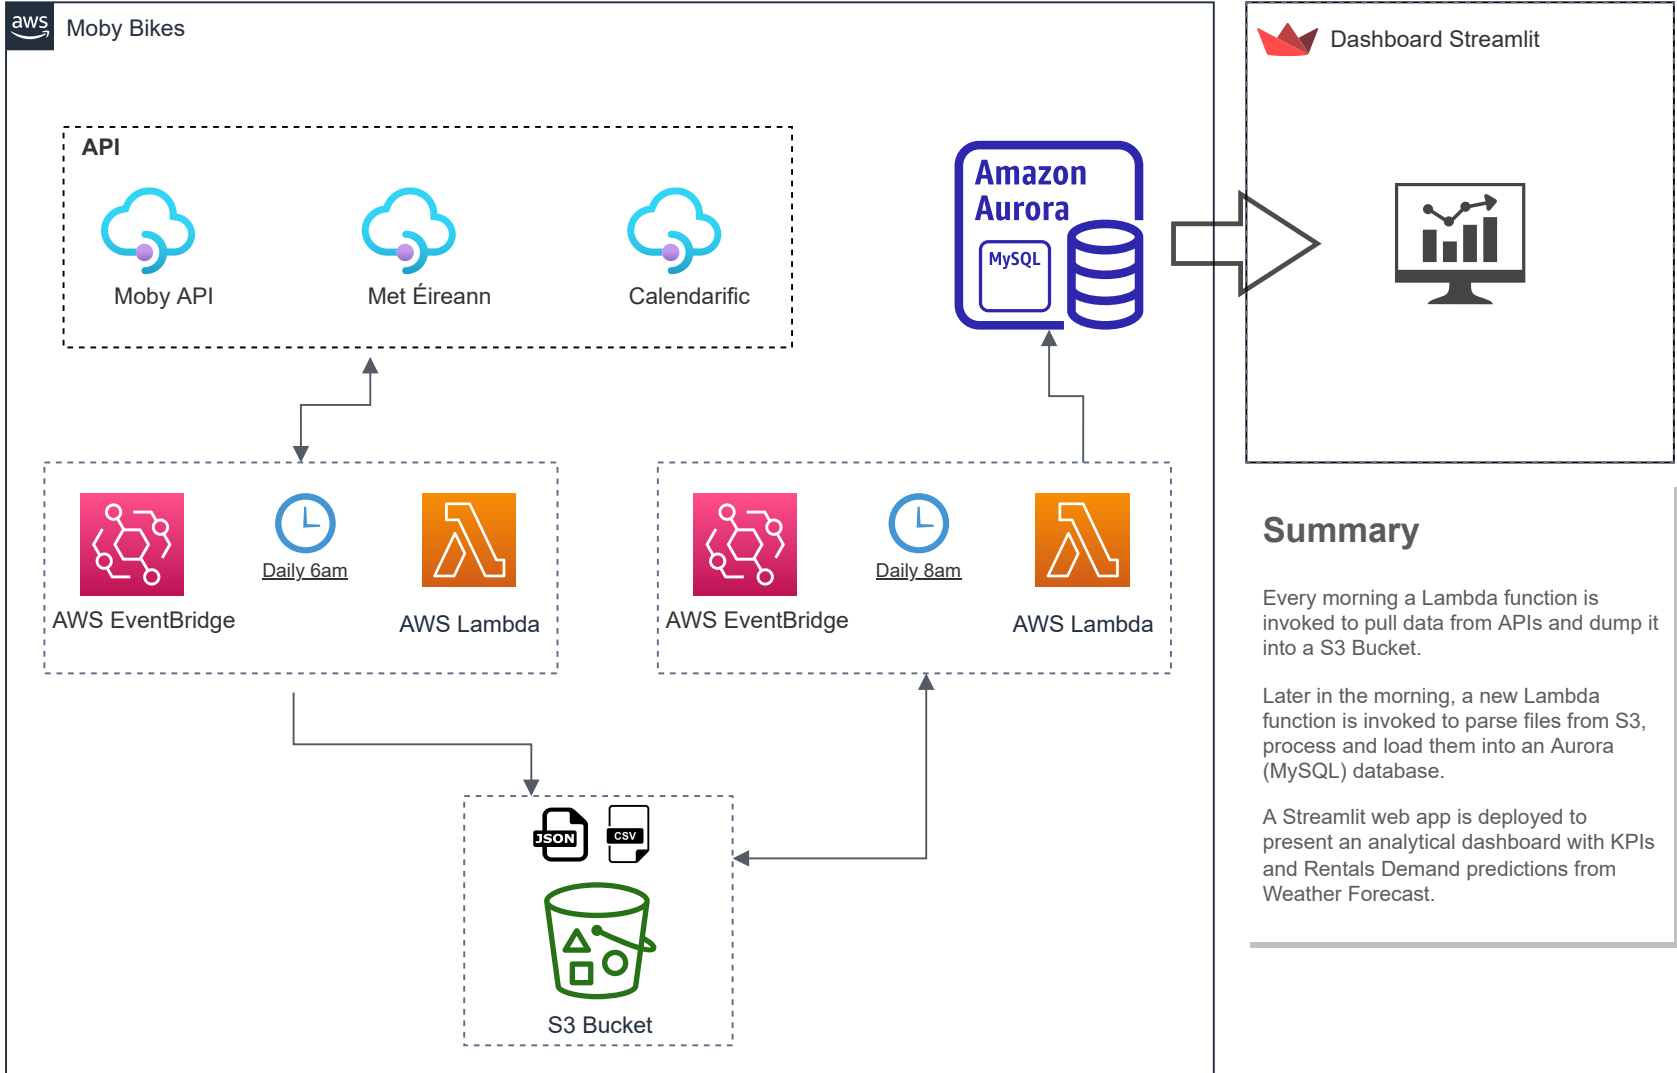 aws
Moby Bikes
Dashboard Streamlit
API
Moby API
Met Éireann
Calendarific
Amazon
Aurora
MySQL
Daily 6am
AWS EventBridge
AWS Lambda
Daily 8am
AWS EventBridge
AWS Lambda
JSON
CSV
S3 Bucket
Summary
Every morning a Lambda function is
invoked to pull data from APIs and dump it
into a S3 Bucket.
Later in the morning, a new Lambda
function is invoked to parse files from S3,
process and load them into an Aurora
(MySQL) database.
A Streamlit web app is deployed to
present an analytical dashboard with KPIs
and Rentals Demand predictions from
Weather Forecast.